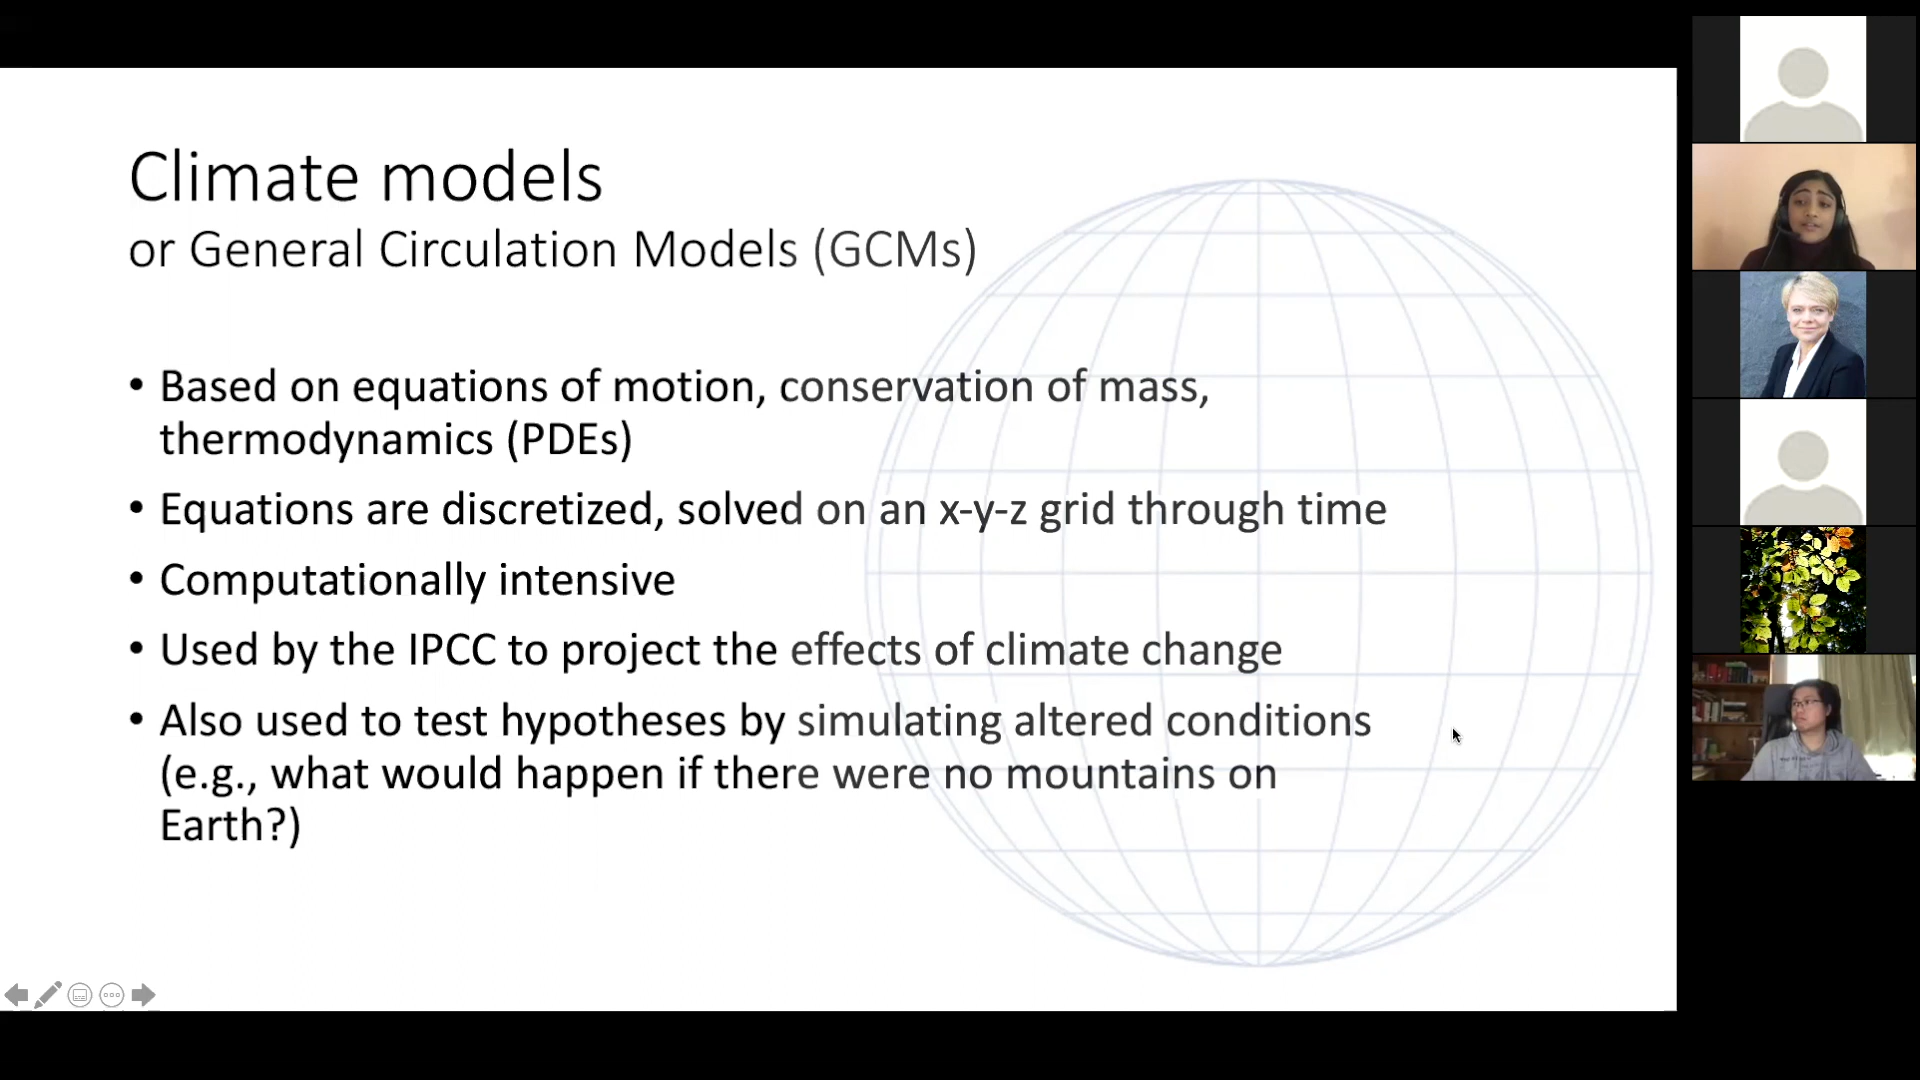 Climate models
or General Circulation Models (GCMs)
• Based on equations of motion, conservation of mass,
thermodynamics (PDEs)
• Equations are discretized, solved on an x-y-z grid through time
• Computationally intensive
• Used by the IPCC to project the effects of climate change
• Also used to test hypotheses by simulating altered conditions
(e.g., what would happen if there were no mountains on
Earth?)